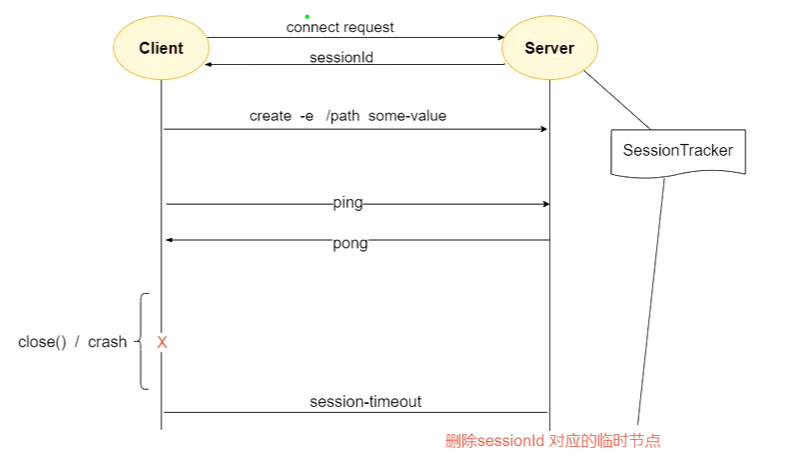 connect request
Client
Server
sessionId
create -e /path some-value
SessionTracker
ping
pong
close() / crash
X
session-timeout
删除sessionId 对应的临时节点